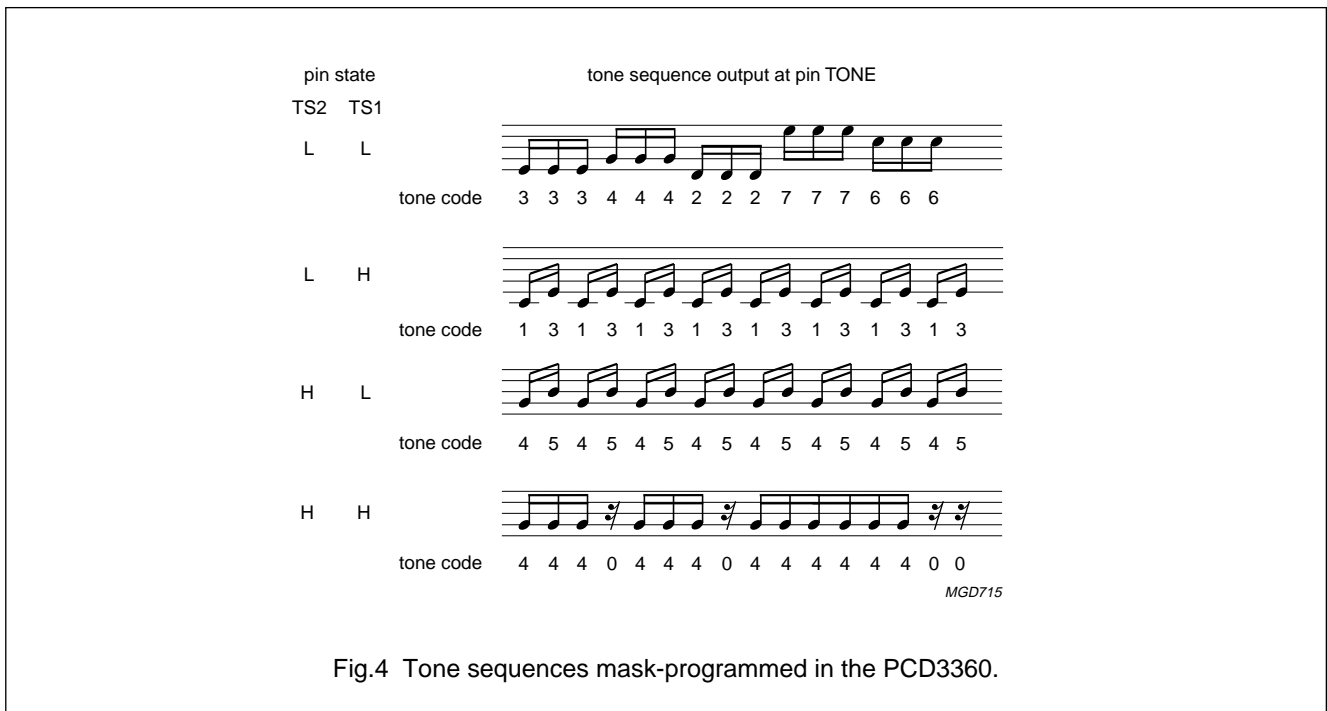 pin state tone sequence output at pin TONE
TS2 TS1
L L
tone code 3 3 3 4 4 4 2 2 2 7 7 7 6 6 6
L H
tone code 1 3 1 3 1 3 1 3 1 3 1 3 1 3 1 3
H L
tone code 4 5 4 5 4 5 4 5 4 5 4 5 4 5 4 5
H H
tone code 4 4 4 0 4 4 4 0 4 4 4 4 4 4 0 0
MGD715
Fig.4 Tone sequences mask-programmed in the PCD3360.